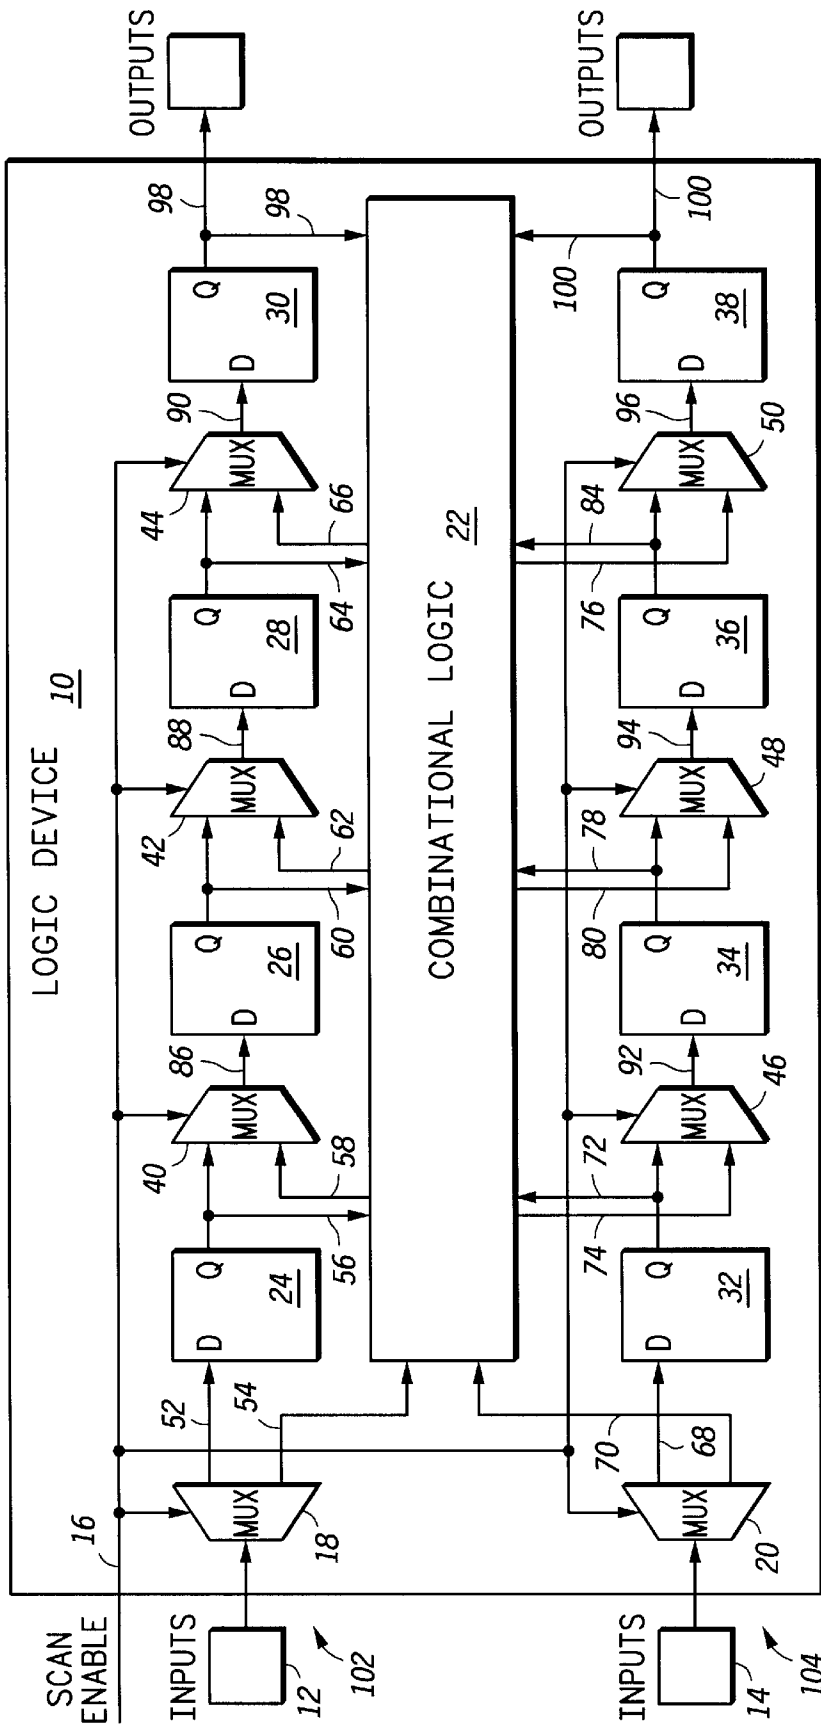 SCAN
ENABLE
16
LOGIC DEVICE
10
INPUTS
12
102
MUX
18
52
54
D
Q
24
56
58
40
MUX
86
D
Q
26
60
62
42
MUX
88
D
Q
28
64
66
44
MUX
90
D
Q
30
98
98
OUTPUTS
COMBINATIONAL LOGIC
22
INPUTS
14
104
MUX
20
70
68
D
Q
32
74
72
MUX
46
92
D
Q
34
80
78
MUX
48
94
D
Q
36
76
84
MUX
50
96
D
Q
38
100
100
OUTPUTS